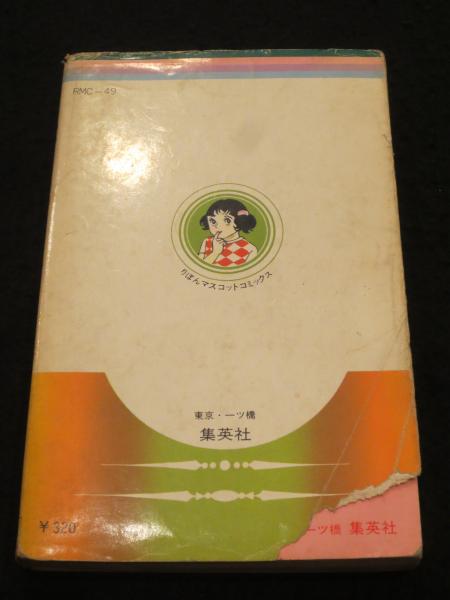 RMC-49
りぼんマスコットコミックス
東京・一ツ橋
集英社
¥320
一ツ橋 集英社